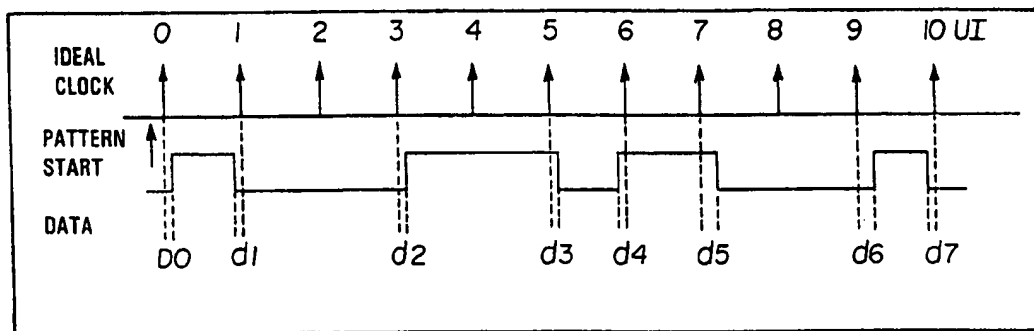 0 1 2 3 4 5 6 7 8 9 10 UI
IDEAL
CLOCK
PATTERN
START
DATA
D0 d1 d2 d3 d4 d5 d6 d7